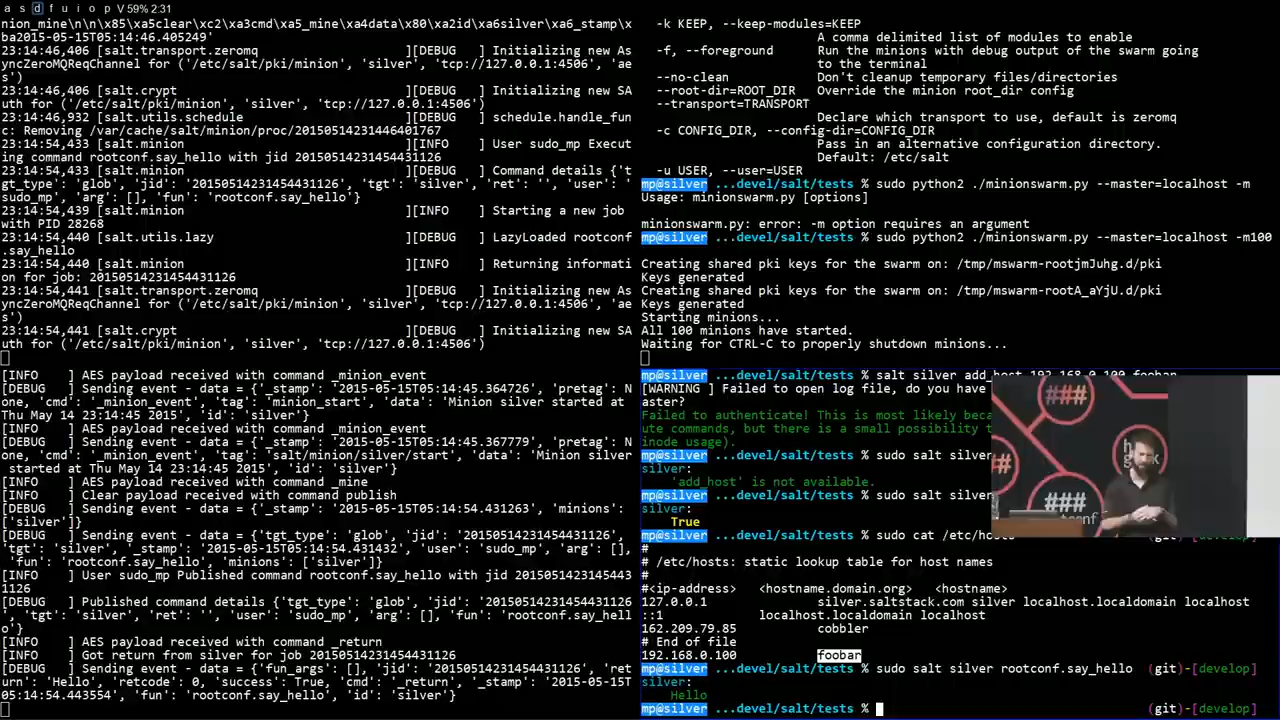 a s d f u i o p V 59% 2:31
nion_mine\n\n\x85\xa5clear\xc2\xa3cmd\xa5_mine\xa4data\x80\xa2id\xa6silver\xa6_stamp\x
ba2015-05-15T05:14:46.405249'
23:14:46,406 [salt.transport.zeromq ][DEBUG ] Initializing new As
yncZeroMQReqChannel for ('/etc/salt/pki/minion', 'silver', 'tcp://127.0.0.1:4506', 'ae
s')
23:14:46,406 [salt.crypt ][DEBUG ] Initializing new SA
uth for ('/etc/salt/pki/minion', 'silver', 'tcp://127.0.0.1:4506')
23:14:46,932 [salt.utils.schedule ][DEBUG ] schedule.handle_fun
c: Removing /var/cache/salt/minion/proc/20150514231446401767
23:14:54,433 [salt.minion ][INFO ] User sudo_mp Execut
ing command rootconf.say_hello with jid 20150514231454431126
23:14:54,433 [salt.minion ][DEBUG ] Command details {'t
gt_type': 'glob', 'jid': '20150514231454431126', 'tgt': 'silver', 'ret': '', 'user': '
sudo_mp', 'arg': [], 'fun': 'rootconf.say_hello'}
23:14:54,439 [salt.minion ][INFO ] Starting a new job
with PID 28268
23:14:54,440 [salt.utils.lazy ][DEBUG ] LazyLoaded rootconf
.say_hello
23:14:54,440 [salt.minion ][INFO ] Returning informati
on for job: 20150514231454431126
23:14:54,441 [salt.transport.zeromq ][DEBUG ] Initializing new As
yncZeroMQReqChannel for ('/etc/salt/pki/minion', 'silver', 'tcp://127.0.0.1:4506', 'ae
s')
23:14:54,441 [salt.crypt ][DEBUG ] Initializing new SA
uth for ('/etc/salt/pki/minion', 'silver', 'tcp://127.0.0.1:4506')
-k KEEP, --keep-modules=KEEP
A comma delimited list of modules to enable
-f, --foreground Run the minions with debug output of the swarm going
to the terminal
--no-clean Don't cleanup temporary files/directories
--root-dir=ROOT_DIR Override the minion root_dir config
--transport=TRANSPORT
Declare which transport to use, default is zeromq
-c CONFIG_DIR, --config-dir=CONFIG_DIR
Pass in an alternative configuration directory.
Default: /etc/salt
-u USER, --user=USER
mp@silver ...devel/salt/tests % sudo python2 ./minionswarm.py --master=localhost -m
Usage: minionswarm.py [options]
minionswarm.py: error: -m option requires an argument
mp@silver ...devel/salt/tests % sudo python2 ./minionswarm.py --master=localhost -m100
Creating shared pki keys for the swarm on: /tmp/mswarm-rootjmJuhg.d/pki
Keys generated
Creating shared pki keys for the swarm on: /tmp/mswarm-rootA_aYjU.d/pki
Keys generated
Starting minions...
All 100 minions have started.
Waiting for CTRL-C to properly shutdown minions...
[INFO ] AES payload received with command _minion_event
[DEBUG ] Sending event - data = {'_stamp': '2015-05-15T05:14:45.364726', 'pretag': N
one, 'cmd': '_minion_event', 'tag': 'minion_start', 'data': 'Minion silver started at
Thu May 14 23:14:45 2015', 'id': 'silver'}
[INFO ] AES payload received with command _minion_event
[DEBUG ] Sending event - data = {'_stamp': '2015-05-15T05:14:45.367779', 'pretag': N
one, 'cmd': '_minion_event', 'tag': 'salt/minion/silver/start', 'data': 'Minion silver
started at Thu May 14 23:14:45 2015', 'id': 'silver'}
[INFO ] AES payload received with command _mine
[INFO ] Clear payload received with command publish
[DEBUG ] Sending event - data = {'_stamp': '2015-05-15T05:14:54.431263', 'minions':
['silver']}
[DEBUG ] Sending event - data = {'tgt_type': 'glob', 'jid': '20150514231454431126',
'tgt': 'silver', '_stamp': '2015-05-15T05:14:54.431432', 'user': 'sudo_mp', 'arg': [],
'fun': 'rootconf.say_hello', 'minions': ['silver']}
[INFO ] User sudo_mp Published command rootconf.say_hello with jid 2015051423145443
1126
[DEBUG ] Published command details {'tgt_type': 'glob', 'jid': '20150514231454431126
', 'tgt': 'silver', 'ret': '', 'user': 'sudo_mp', 'arg': [], 'fun': 'rootconf.say_hell
o'}
[INFO ] AES payload received with command _return
[INFO ] Got return from silver for job 20150514231454431126
[DEBUG ] Sending event - data = {'fun_args': [], 'jid': '20150514231454431126', 'ret
urn': 'Hello', 'retcode': 0, 'success': True, 'cmd': '_return', '_stamp': '2015-05-15T
05:14:54.443554', 'fun': 'rootconf.say_hello', 'id': 'silver'}
mp@silver ...devel/salt/tests % salt silver add_host 192.168.0.100 foobar
[WARNING ] Failed to open log file, do you have
aster?
Failed to authenticate! This is most likely bec
ute commands, but there is a small possibility t
inode usage).
mp@silver ...devel/salt/tests % sudo salt silver
silver:
'add_host' is not available.
mp@silver ...devel/salt/tests % sudo salt silver
silver:
True
mp@silver ...devel/salt/tests % sudo cat /etc/hosts (git)-[develop]
#
# /etc/hosts: static lookup table for host names
#
#<ip-address> <hostname.domain.org> <hostname>
127.0.0.1 silver.saltstack.com silver localhost.localdomain localhost
::1 localhost.localdomain localhost
162.209.79.85 cobbler
# End of file
192.168.0.100 foobar
mp@silver ...devel/salt/tests % sudo salt silver rootconf.say_hello (git)-[develop]
silver:
Hello
mp@silver ...devel/salt/tests % (git)-[develop]
###
###
###